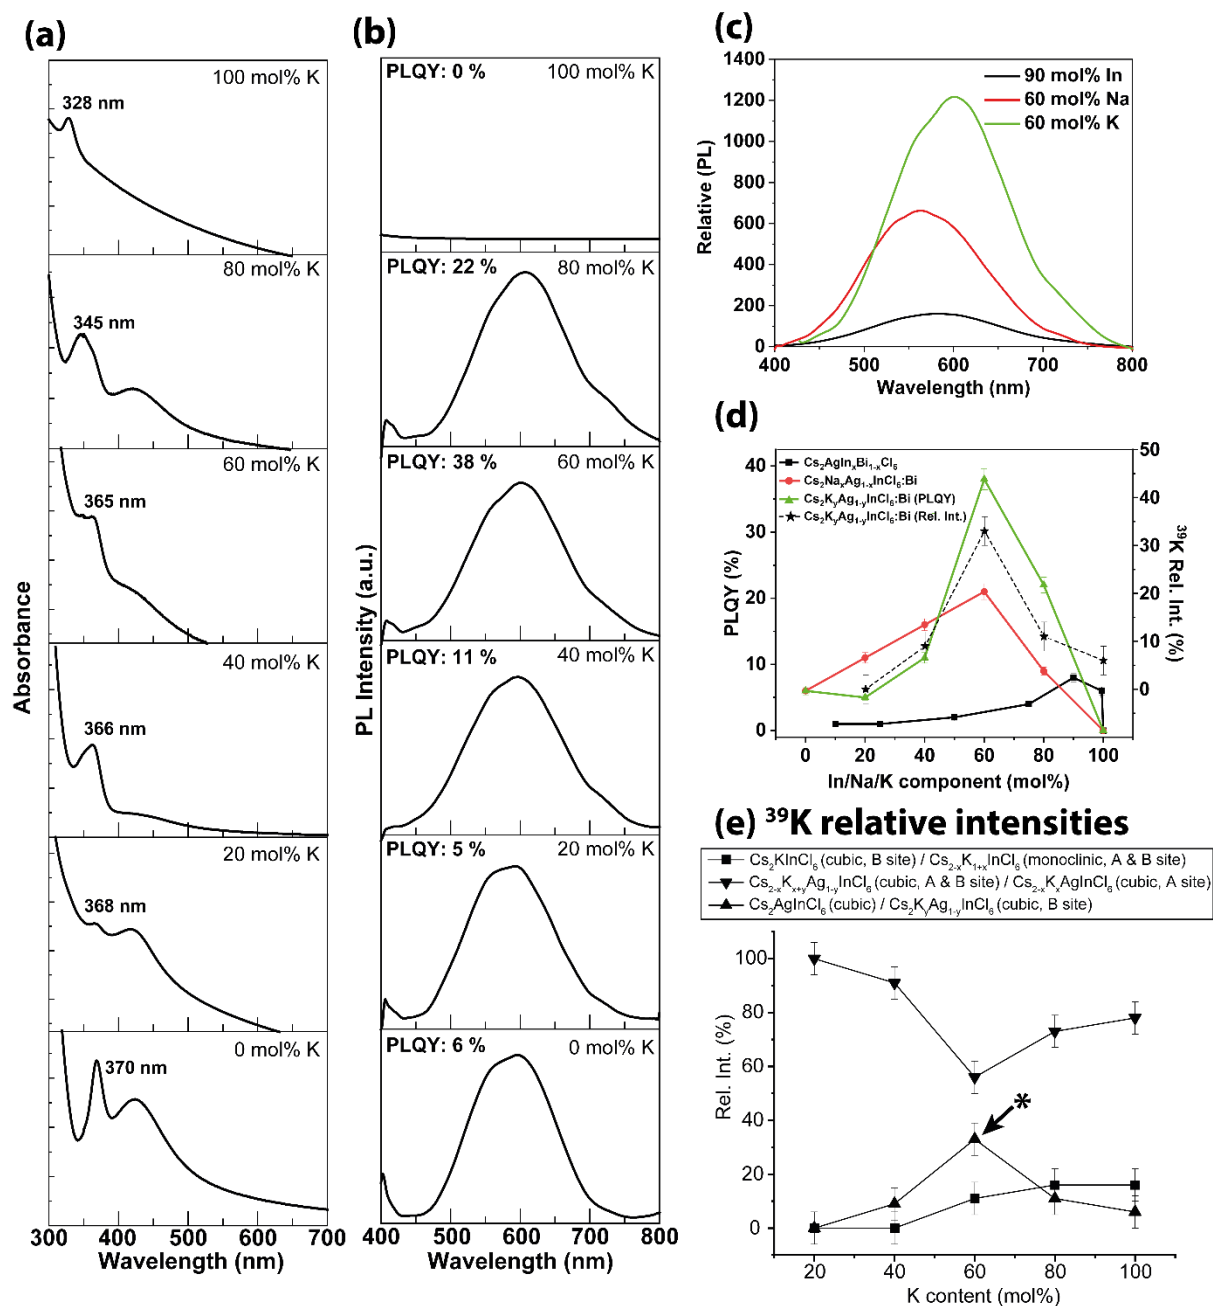 (a)
100 mol% K
328 nm
80 mol% K
345 nm
60 mol% K
365 nm
40 mol% K
366 nm
20 mol% K
368 nm
0 mol% K
370 nm
Absorbance
300 400 500 600 700
Wavelength (nm)
(b)
PLQY: 0 % 100 mol% K
PLQY: 22 % 80 mol% K
PLQY: 38 % 60 mol% K
PLQY: 11 % 40 mol% K
PLQY: 5 % 20 mol% K
PLQY: 6 % 0 mol% K
PL Intensity (a.u.)
400 500 600 700 800
Wavelength (nm)
(c)
1400
1200
1000
800
600
400
200
0
Relative (PL)
90 mol% In
60 mol% Na
60 mol% K
400 500 600 700 800
Wavelength (nm)
(d)
40
30
20
10
0
PLQY (%)
Cs₂AgInₓBi₁₋ₓCl₆
Cs₂NaₓAg₁₋ₓInCl₆:Bi
Cs₂KᵧAg₁₋ᵧInCl₆:Bi (PLQY)
Cs₂KᵧAg₁₋ᵧInCl₆:Bi (Rel. Int.)
50
40
30
20
10
0
³⁹K Rel. Int. (%)
0 20 40 60 80 100
In/Na/K component (mol%)
(e) ³⁹K relative intensities
Cs₂KInCl₆ (cubic, B site) / Cs₂₋ₓK₁₊ₓInCl₆ (monoclinic, A & B site)
Cs₂₋ₓKₓ₊ᵧAg₁₋ᵧInCl₆ (cubic, A & B site) / Cs₂₋ₓKₓAgInCl₆ (cubic, A site)
Cs₂AgInCl₆ (cubic) / Cs₂KᵧAg₁₋ᵧInCl₆ (cubic, B site)
100
80
60
40
20
0
Rel. Int. (%)
*
20 40 60 80 100
K content (mol%)